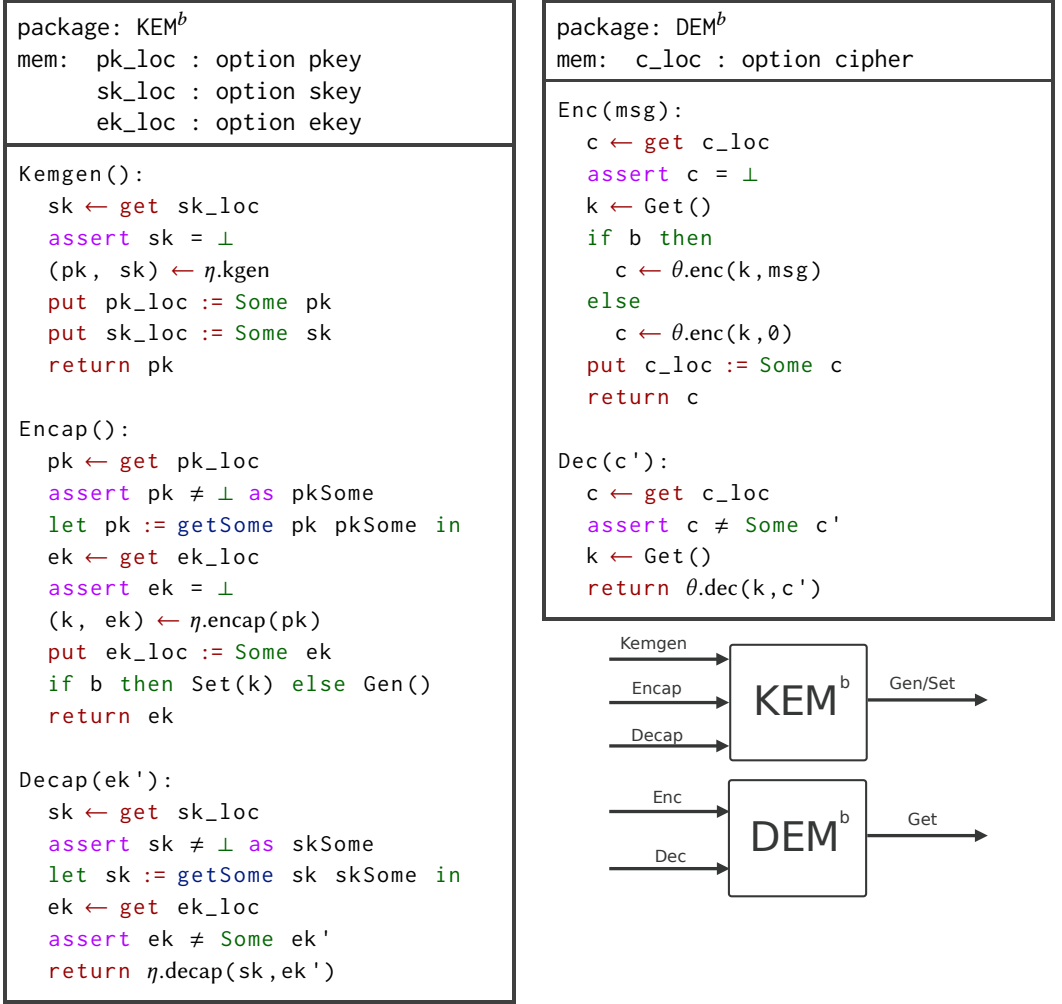 package: KEMᵇ
mem: pk_loc : option pkey
sk_loc : option skey
ek_loc : option ekey
Kemgen():
sk ← get sk_loc
assert sk = ⊥
(pk, sk) ← η.kgen
put pk_loc := Some pk
put sk_loc := Some sk
return pk
Encap():
pk ← get pk_loc
assert pk ≠ ⊥ as pkSome
let pk := getSome pk pkSome in
ek ← get ek_loc
assert ek = ⊥
(k, ek) ← η.encap(pk)
put ek_loc := Some ek
if b then Set(k) else Gen()
return ek
Decap(ek'):
sk ← get sk_loc
assert sk ≠ ⊥ as skSome
let sk := getSome sk skSome in
ek ← get ek_loc
assert ek ≠ Some ek'
return η.decap(sk,ek')
package: DEMᵇ
mem: c_loc : option cipher
Enc(msg):
c ← get c_loc
assert c = ⊥
k ← Get()
if b then
c ← θ.enc(k,msg)
else
c ← θ.enc(k,0)
put c_loc := Some c
return c
Dec(c'):
c ← get c_loc
assert c ≠ Some c'
k ← Get()
return θ.dec(k,c')
Kemgen
Encap
Decap
KEMᵇ
Gen/Set
Enc
Dec
DEMᵇ
Get